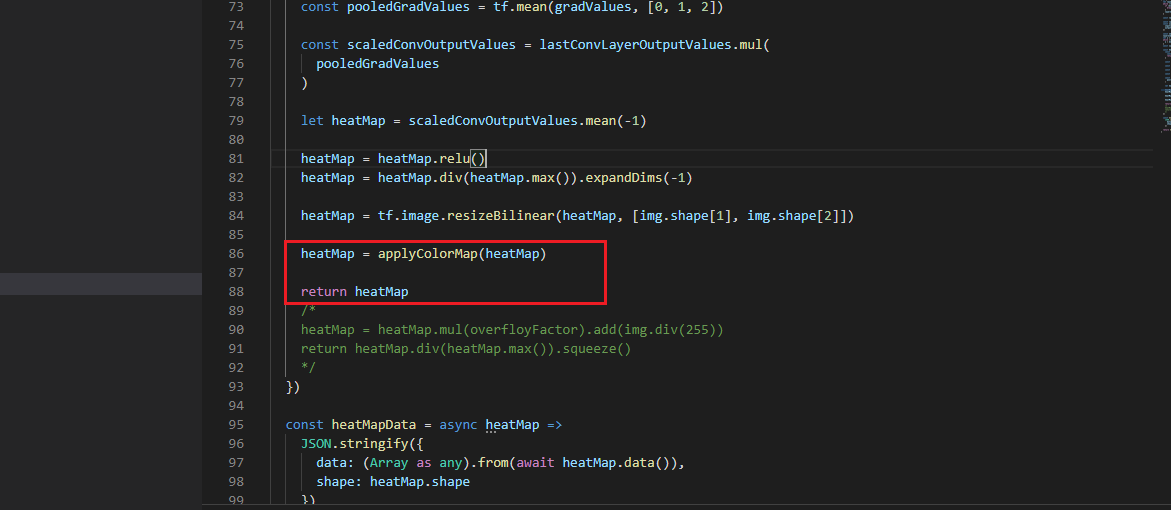 73 const pooledGradValues = tf.mean(gradValues, [0, 1, 2])
74
75 const scaledConvOutputValues = lastConvLayerOutputValues.mul(
76 pooledGradValues
77 )
78
79 let heatMap = scaledConvOutputValues.mean(-1)
80
81 heatMap = heatMap.relu()
82 heatMap = heatMap.div(heatMap.max()).expandDims(-1)
83
84 heatMap = tf.image.resizeBilinear(heatMap, [img.shape[1], img.shape[2]])
85
86 heatMap = applyColorMap(heatMap)
87
88 return heatMap
89 /*
90 heatMap = heatMap.mul(overfloyFactor).add(img.div(255))
91 return heatMap.div(heatMap.max()).squeeze()
92 */
93 })
94
95 const heatMapData = async heatMap =>
96 JSON.stringify({
97 data: (Array as any).from(await heatMap.data()),
98 shape: heatMap.shape
99 })